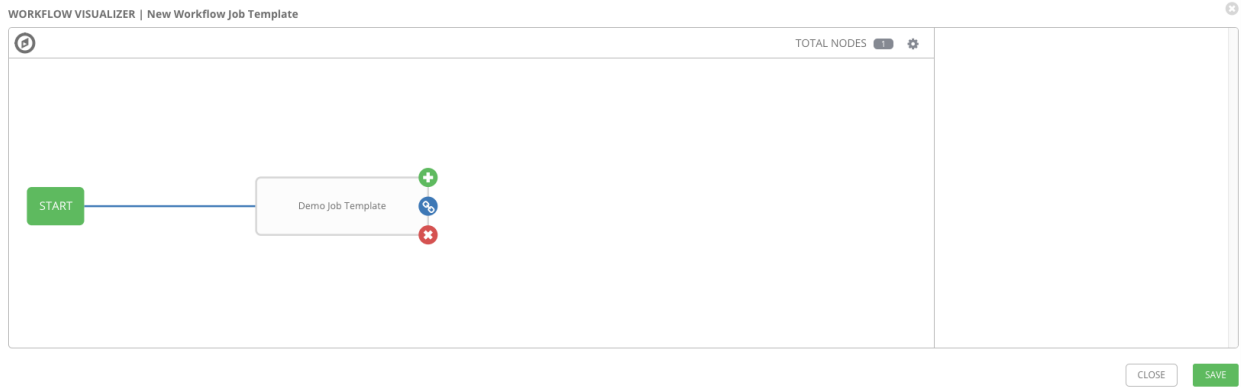 WORKFLOW VISUALIZER | New Workflow Job Template
TOTAL NODES 1
START
Demo Job Template
CLOSE
SAVE